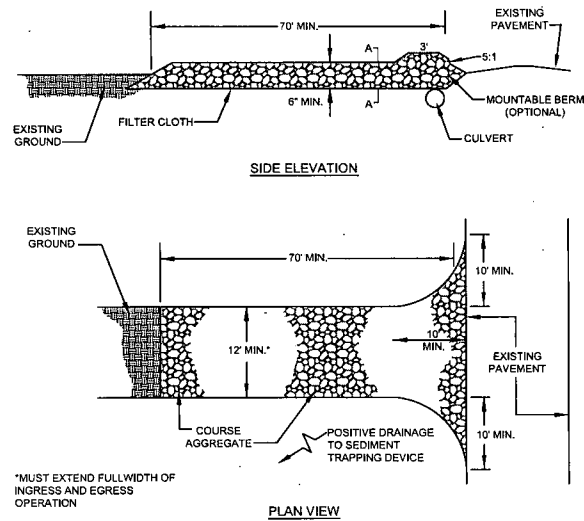 70' MIN.
EXISTING
PAVEMENT
A
3'
5:1
MOUNTABLE BERM
(OPTIONAL)
6" MIN.
A
FILTER CLOTH
EXISTING
GROUND
CULVERT
SIDE ELEVATION
EXISTING
GROUND
70' MIN.
10' MIN.
12' MIN.*
10'
MIN.
EXISTING
PAVEMENT
COURSE
AGGREGATE
POSITIVE DRAINAGE
TO SEDIMENT
TRAPPING DEVICE
10' MIN.
*MUST EXTEND FULLWIDTH OF
INGRESS AND EGRESS
OPERATION
PLAN VIEW